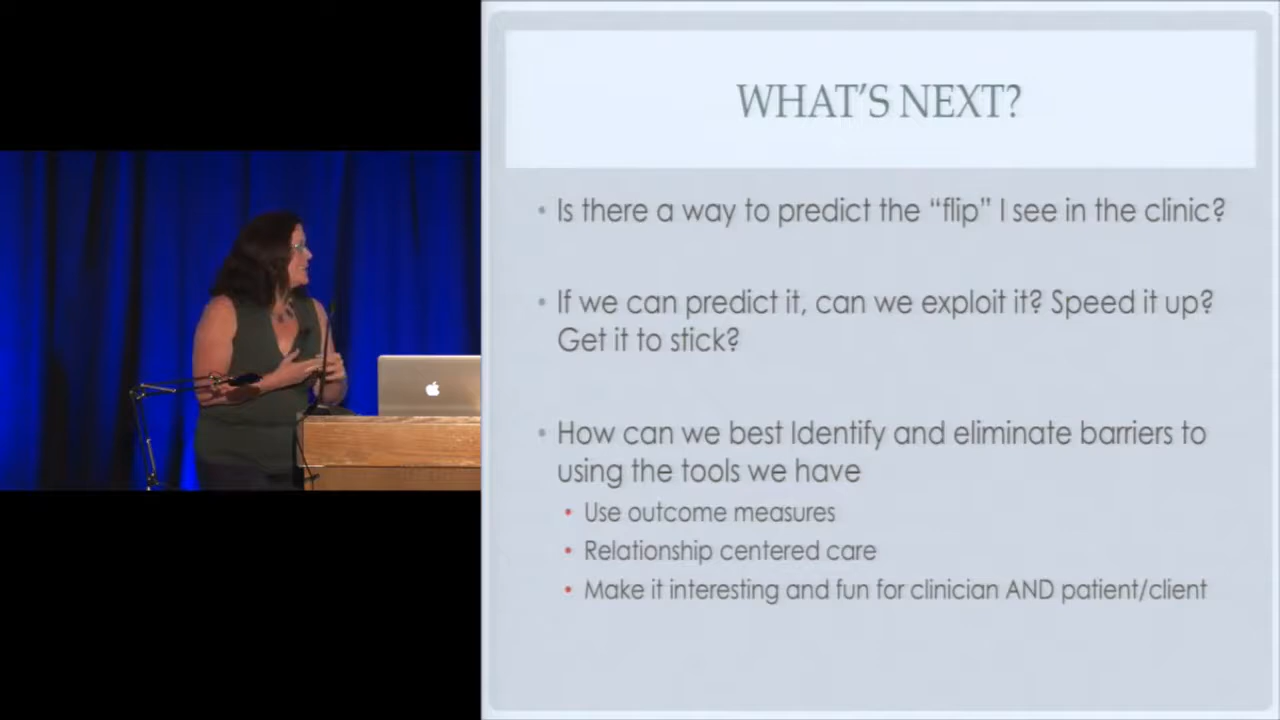 WHAT'S NEXT?
• Is there a way to predict the “flip” I see in the clinic?
• If we can predict it, can we exploit it? Speed it up?
Get it to stick?
• How can we best Identify and eliminate barriers to
using the tools we have
• Use outcome measures
• Relationship centered care
• Make it interesting and fun for clinician AND patient/client